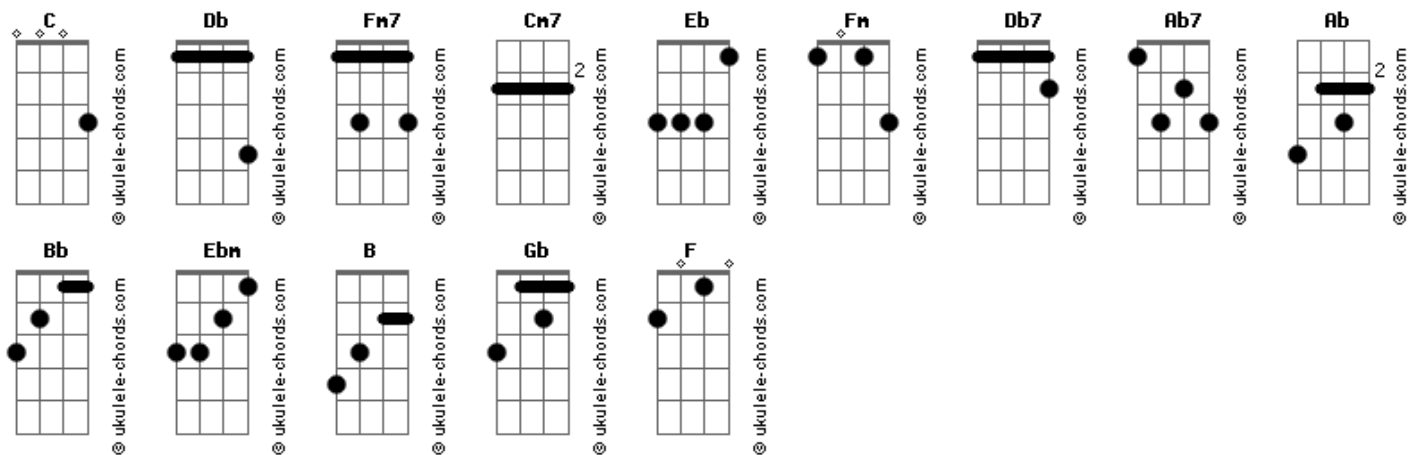 C Db Fm7 Cm7 Eb Fm Db7 Ab7 Ab
2 2
© ukulele-chords.com © ukulele-chords.com © ukulele-chords.com © ukulele-chords.com © ukulele-chords.com © ukulele-chords.com © ukulele-chords.com © ukulele-chords.com © ukulele-chords.com
Bb Ebm B Gb F
© ukulele-chords.com © ukulele-chords.com © ukulele-chords.com © ukulele-chords.com © ukulele-chords.com